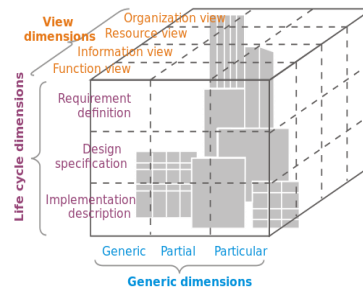 View
dimensions
Organization view
Resource view
Information view
Function view
Life cycle dimensions
Requirement
definition
Design
specification
Implementation
description
Generic Partial Particular
Generic dimensions